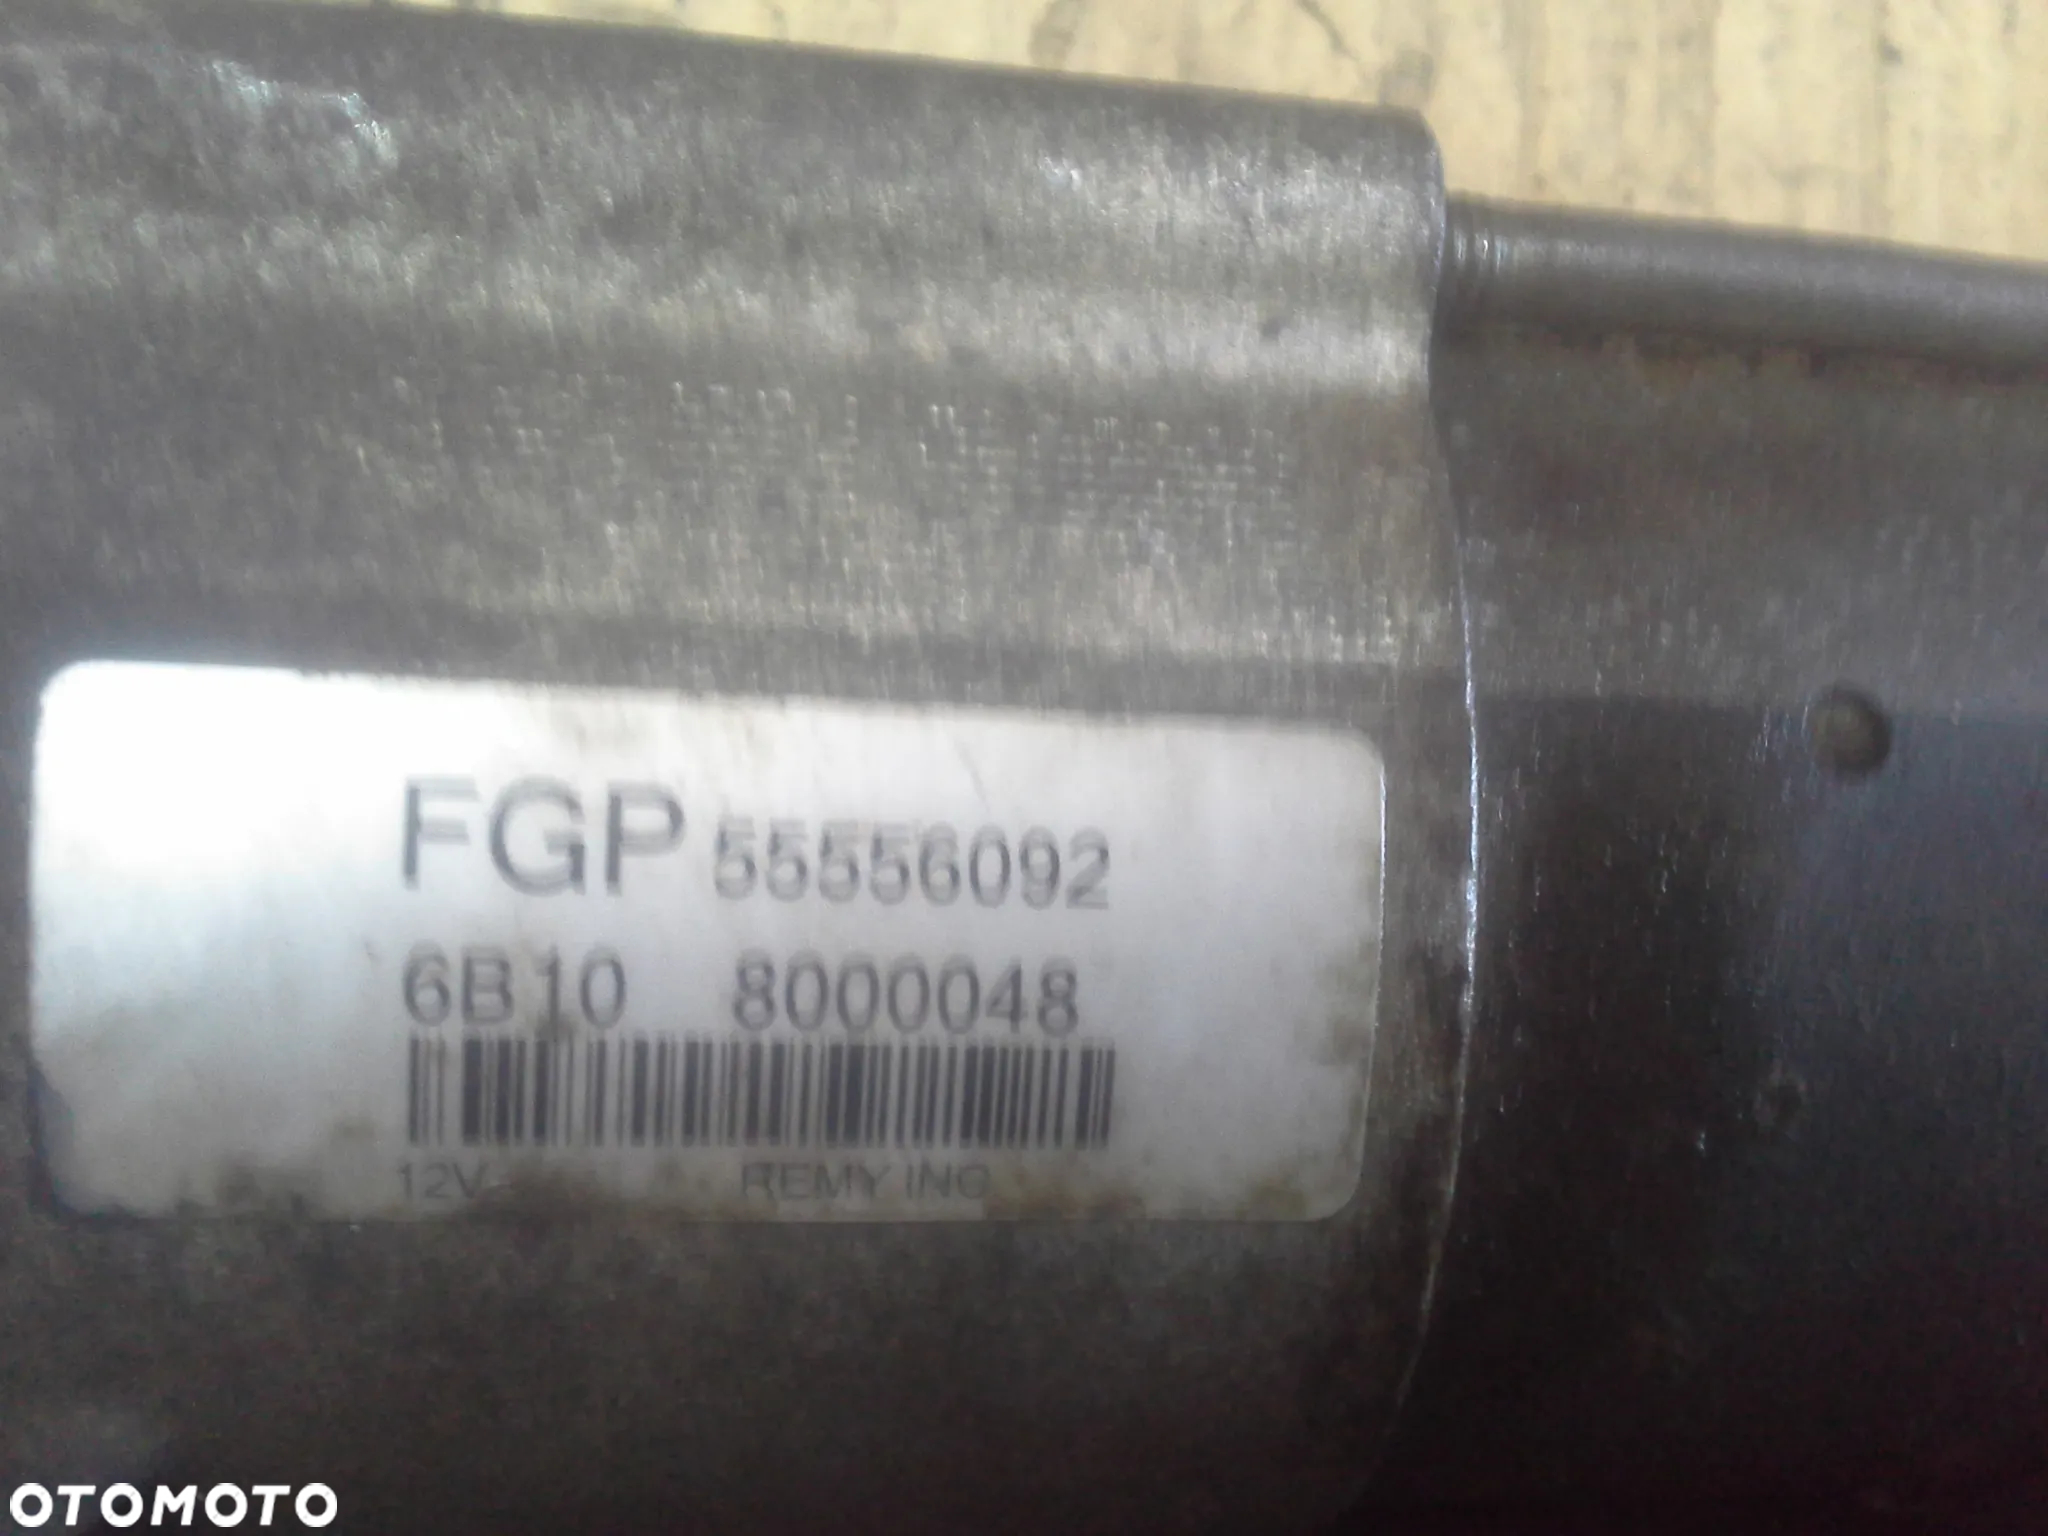 FGP 55556092
6B10 8000048
12V REMY INC
OTOMOTO